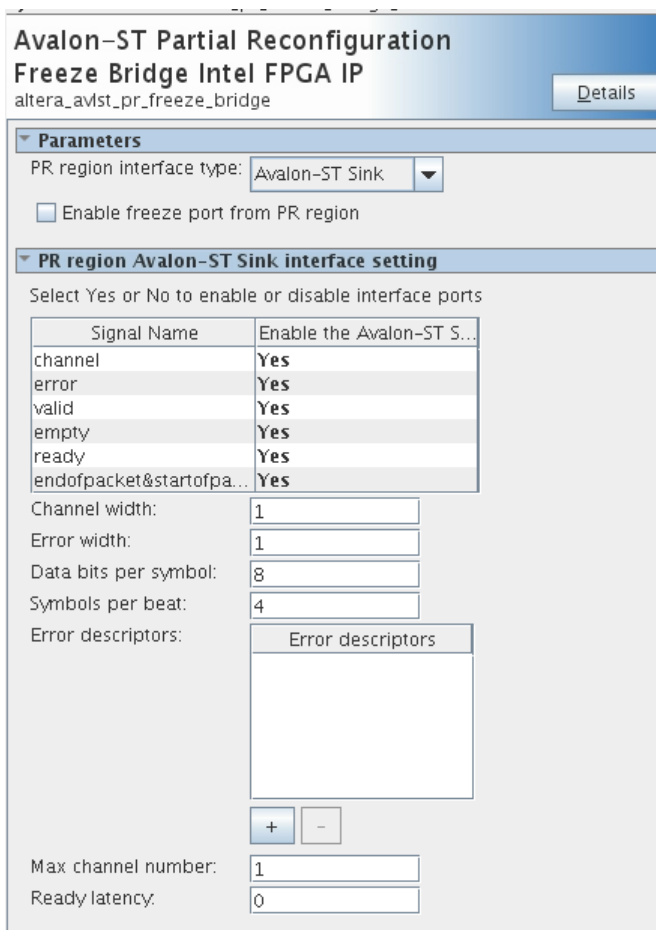 Avalon-ST Partial Reconfiguration
Freeze Bridge Intel FPGA IP
altera_avlst_pr_freeze_bridge
Details
Parameters
PR region interface type: Avalon-ST Sink
Enable freeze port from PR region
PR region Avalon-ST Sink interface setting
Select Yes or No to enable or disable interface ports
Signal Name Enable the Avalon-ST S...
channel Yes
error Yes
valid Yes
empty Yes
ready Yes
endofpacket&startofpa... Yes
Channel width: 1
Error width: 1
Data bits per symbol: 8
Symbols per beat: 4
Error descriptors: Error descriptors
+ -
Max channel number: 1
Ready latency: 0